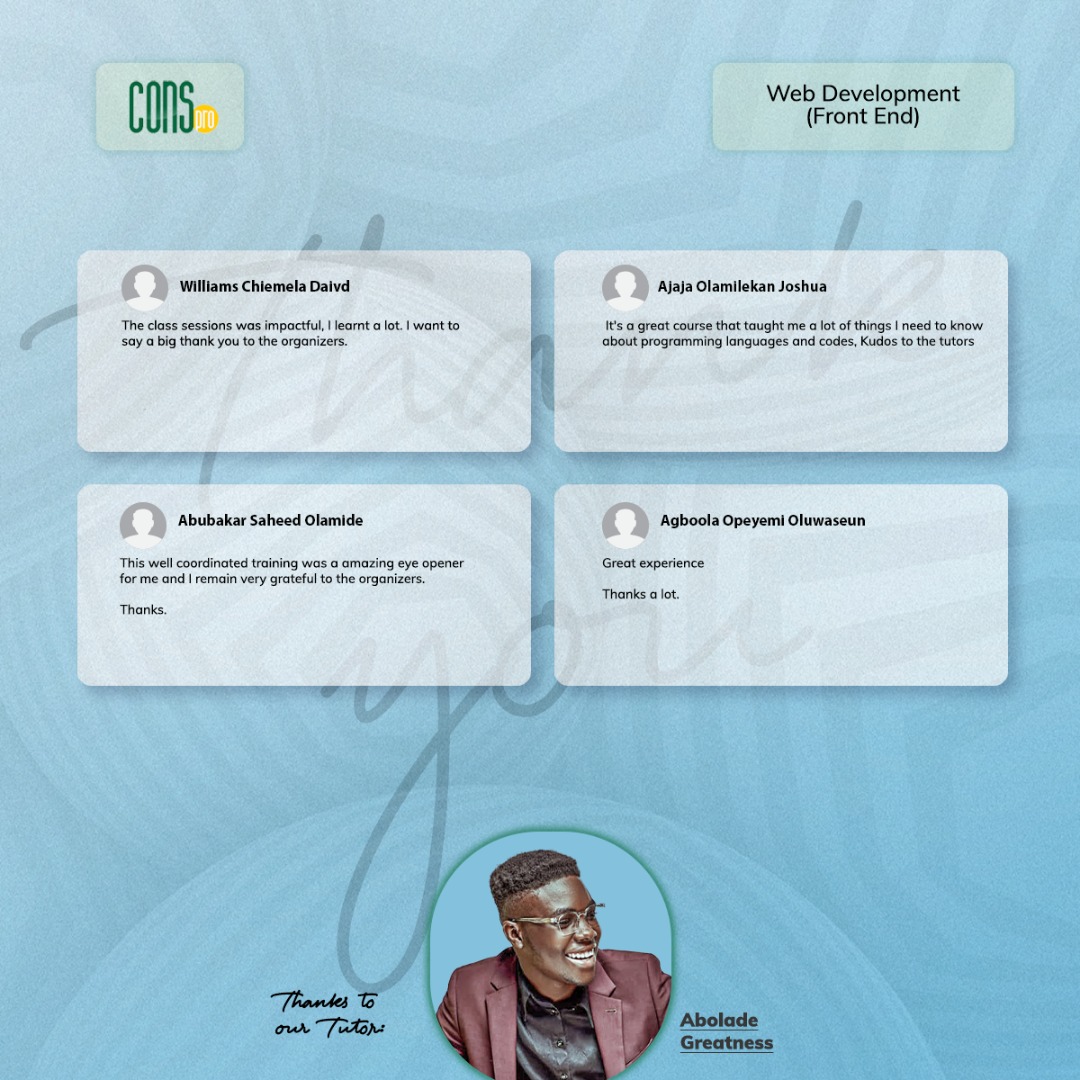 CONS
pro
Web Development
(Front End)
Thank
you
Williams Chiemela Daivd
The class sessions was impactful, I learnt a lot. I want to
say a big thank you to the organizers.
Ajaja Olamilekan Joshua
It's a great course that taught me a lot of things I need to know
about programming languages and codes, Kudos to the tutors
Abubakar Saheed Olamide
This well coordinated training was a amazing eye opener
for me and I remain very grateful to the organizers.
Thanks.
Agboola Opeyemi Oluwaseun
Great experience
Thanks a lot.
Thanks to
our Tutor:
Abolade
Greatness